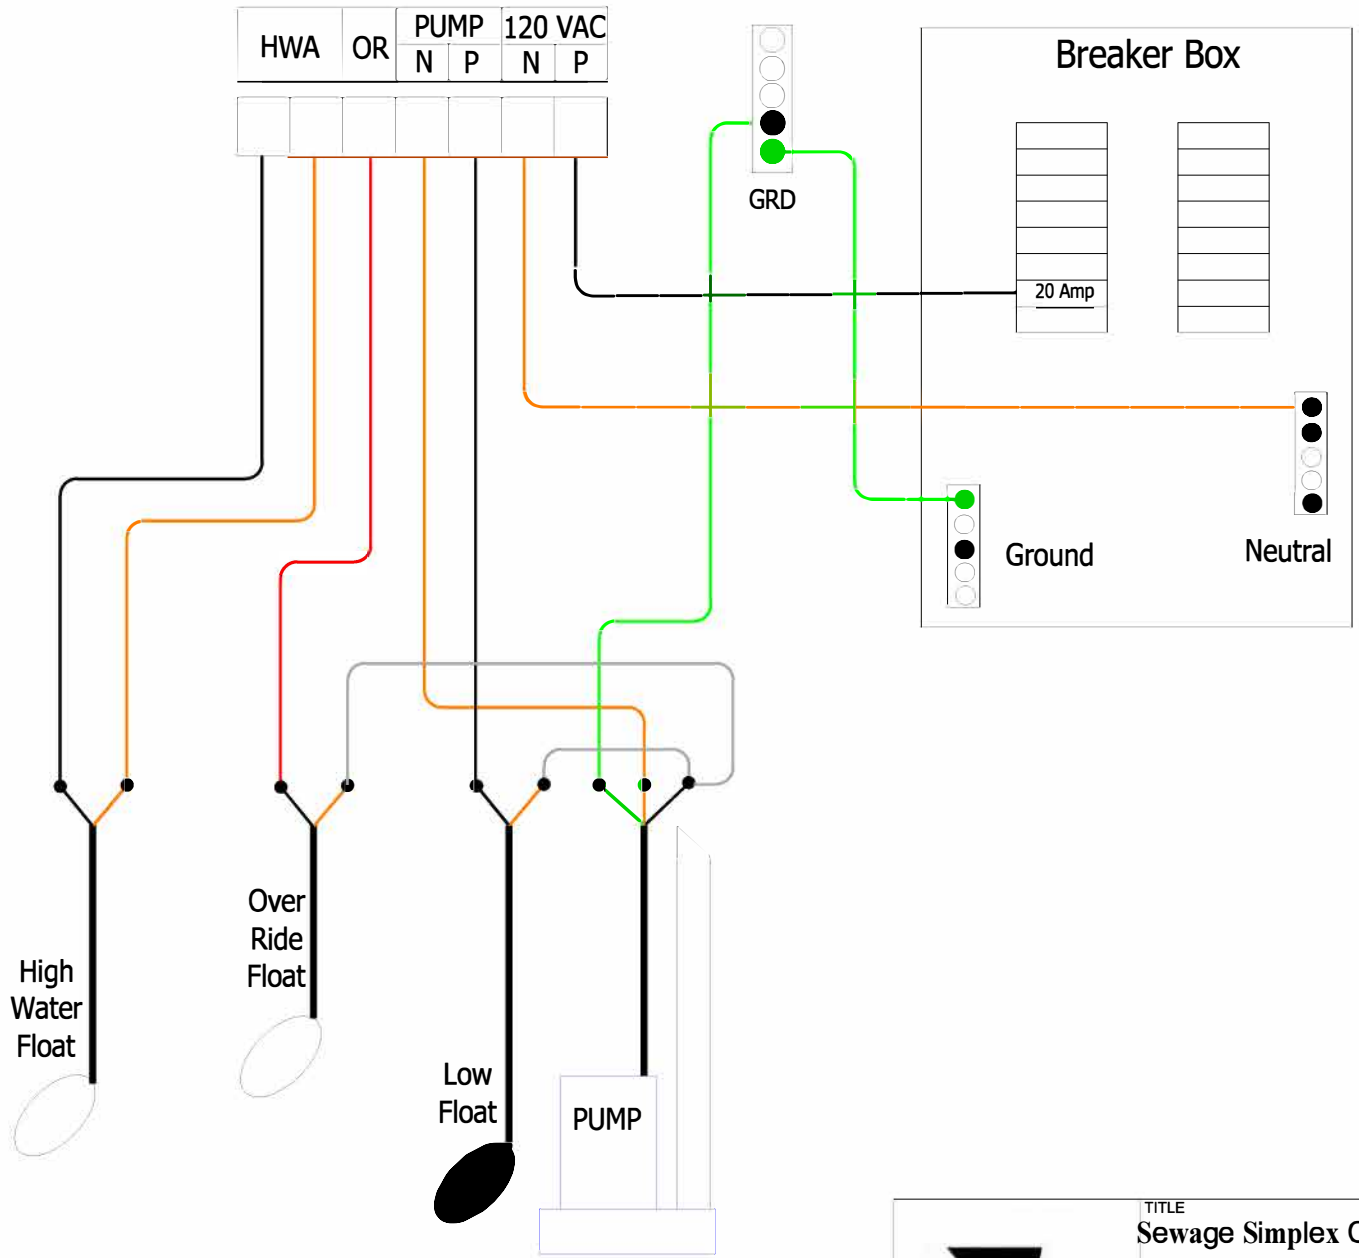 HWA OR PUMP 120 VAC
N P N P
Breaker Box
GRD
20 Amp
Ground
Neutral
Over
Ride
Float
High
Water
Float
Low
Float
PUMP
TITLE
Sewage Simplex